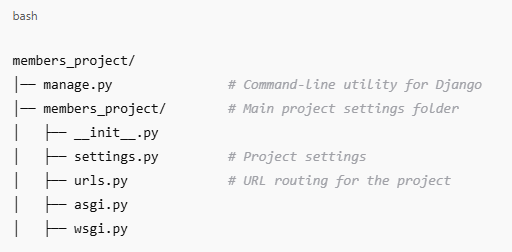 bash
members_project/
│── manage.py # Command-line utility for Django
│── members_project/ # Main project settings folder
│ ├── __init__.py
│ ├── settings.py # Project settings
│ ├── urls.py # URL routing for the project
│ ├── asgi.py
│ ├── wsgi.py